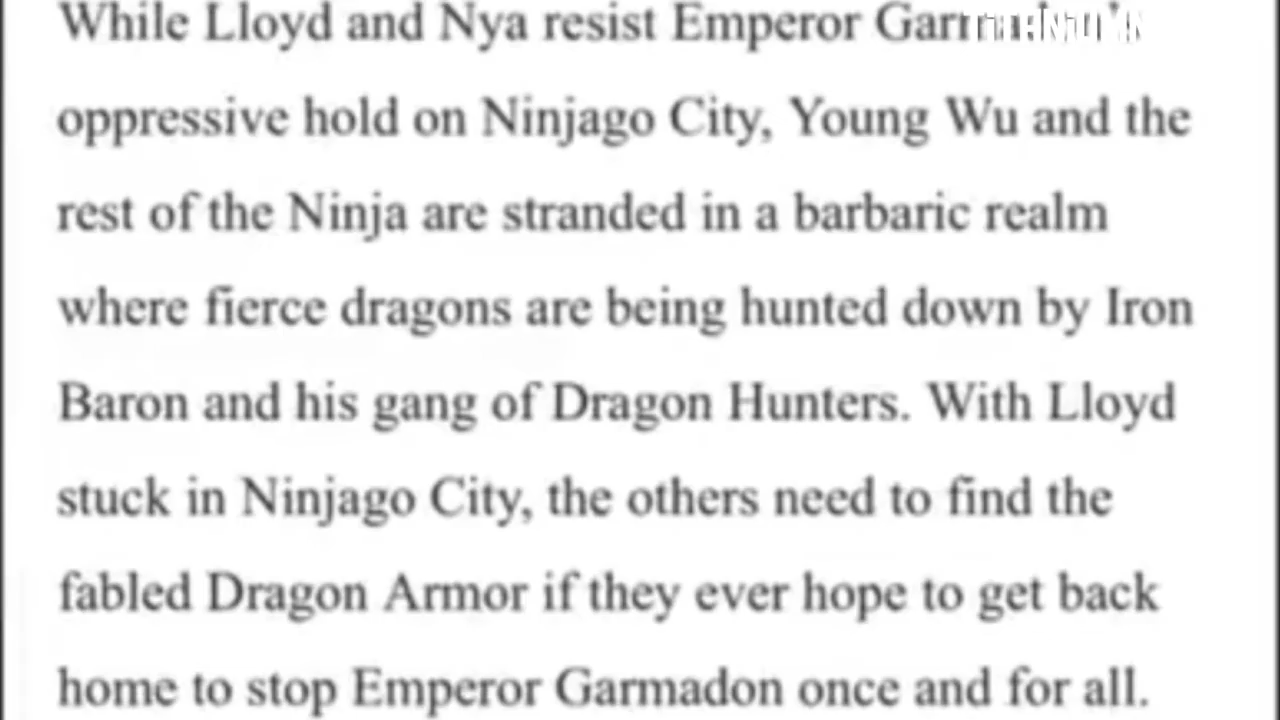 While Lloyd and Nya resist Emperor
oppressive hold on Ninjago City, Young Wu and the
rest of the Ninja are stranded in a barbaric realm
where fierce dragons are being hunted down by Iron
Baron and his gang of Dragon Hunters. With Lloyd
stuck in Ninjago City, the others need to find the
fabled Dragon Armor if they ever hope to get back
home to stop Emperor Garmadon once and for all.